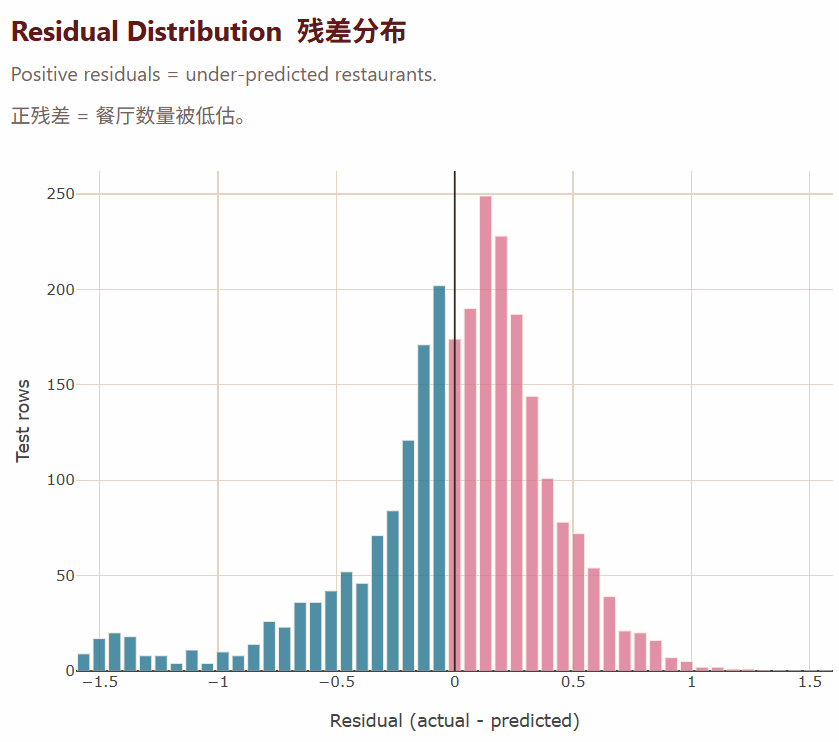 Residual Distribution 残差分布
Positive residuals = under-predicted restaurants.
正残差 = 餐厅数量被低估。
250
200
150
100
50
0
Test rows
−1.5
−1
−0.5
0
0.5
1
1.5
Residual (actual - predicted)